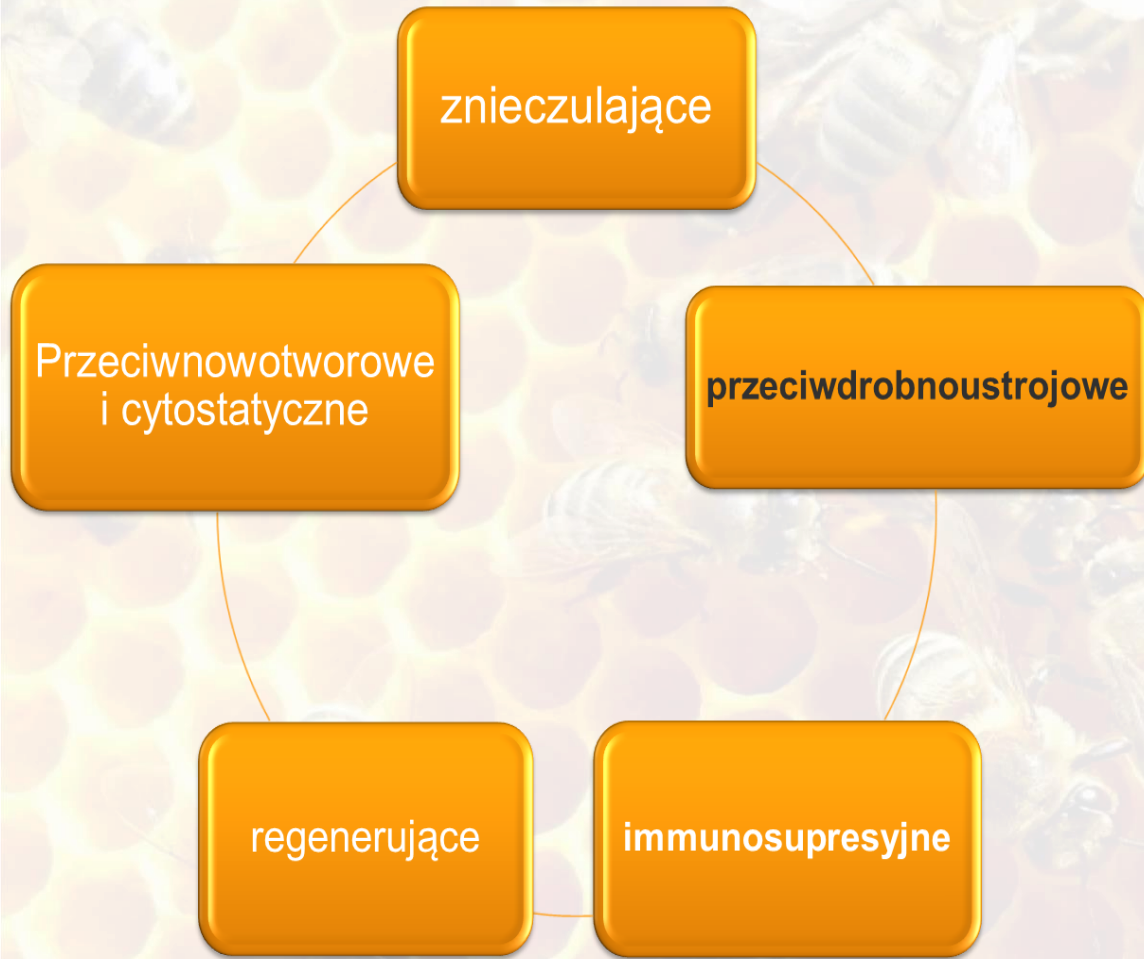 znieczulające
przeciwdrobnoustrojowe
immunosupresyjne
regenerujące
Przeciwnowotworowe
i cytostatyczne